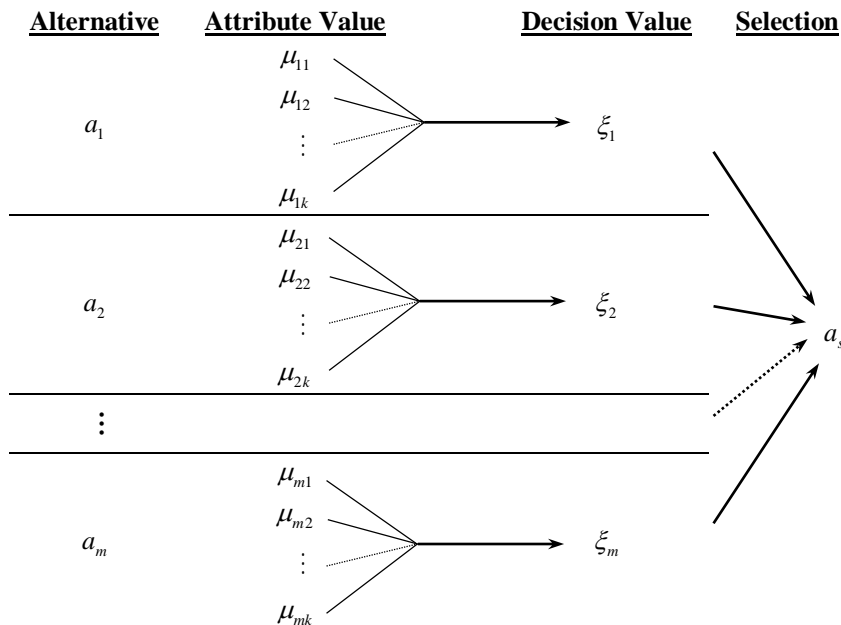 Alternative Attribute Value Decision Value Selection
μ₁₁
μ₁₂
a₁ ξ₁
⋮
μ₁ₖ
μ₂₁
μ₂₂
a₂ ξ₂
⋮
aₛ
μ₂ₖ
⋮
μₘ₁
μₘ₂
aₘ ξₘ
⋮
μₘₖ